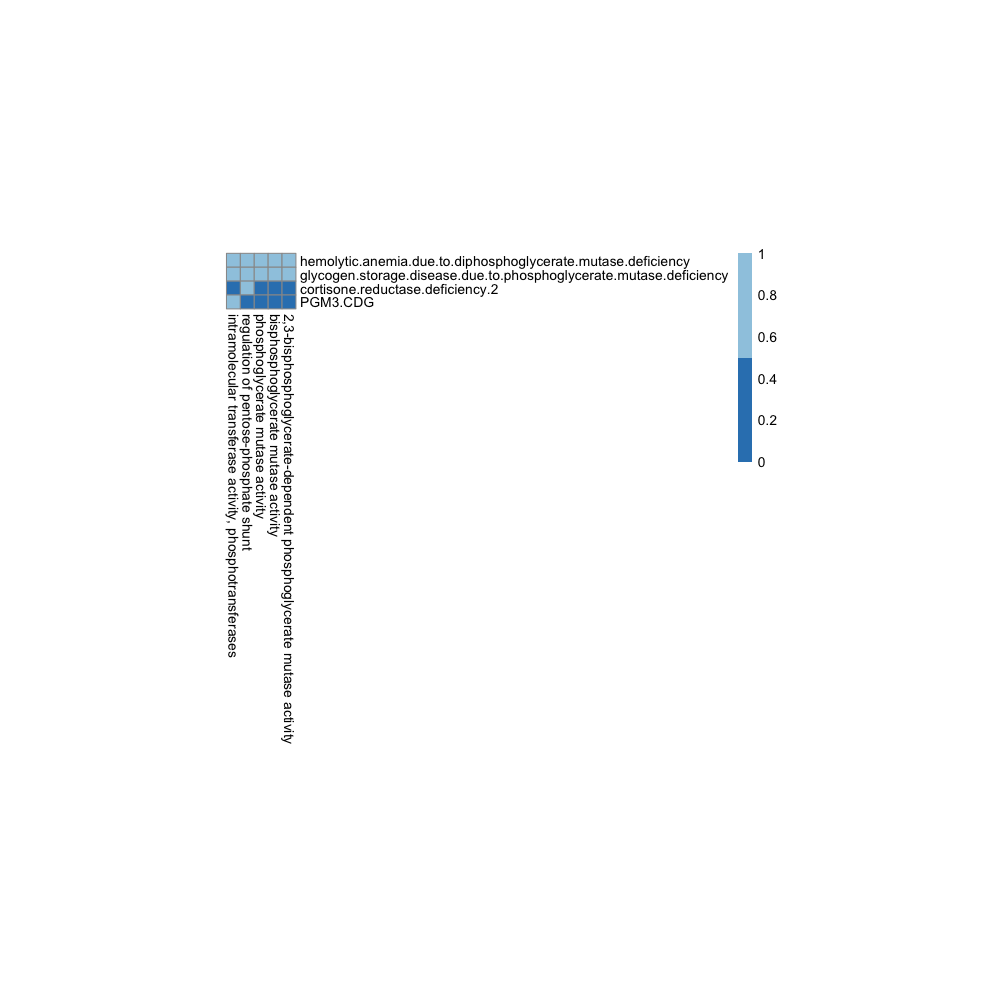 hemolytic.anemia.due.to.diphosphoglycerate.mutase.deficiency
glycogen.storage.disease.due.to.phosphoglycerate.mutase.deficiency
cortisone.reductase.deficiency.2
PGM3.CDG
intramolecular transferase activity, phosphotransferases
regulation of pentose-phosphate shunt
phosphoglycerate mutase activity
bisphosphoglycerate mutase activity
2,3-bisphosphoglycerate-dependent phosphoglycerate mutase activity
1
0.8
0.6
0.4
0.2
0